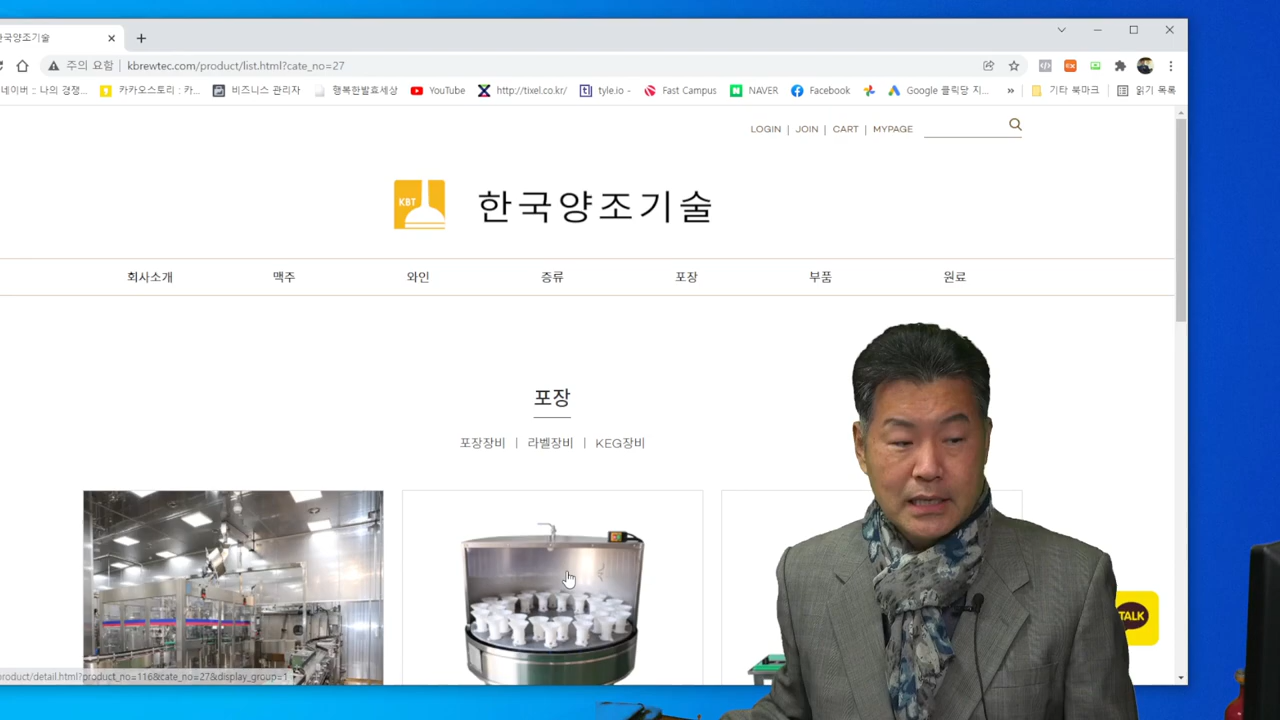 한국양조기술
주의 요함 kbrewtec.com/product/list.html?cate_no=27
네이버 :: 나의 경쟁... 카카오스토리 : 카... 비즈니스 관리자 행복한발효세상 YouTube http://tixel.co.kr/ tyle.io - Fast Campus NAVER Facebook Google 클릭당 지... » 기타 북마크 읽기 목록
LOGIN | JOIN | CART | MYPAGE
KBT 한국양조기술
회사소개 맥주 와인 증류 포장 부품 원료
포장
포장장비 | 라벨장비 | KEG장비
TALK
product/detail.html?product_no=116&cate_no=27&display_group=1